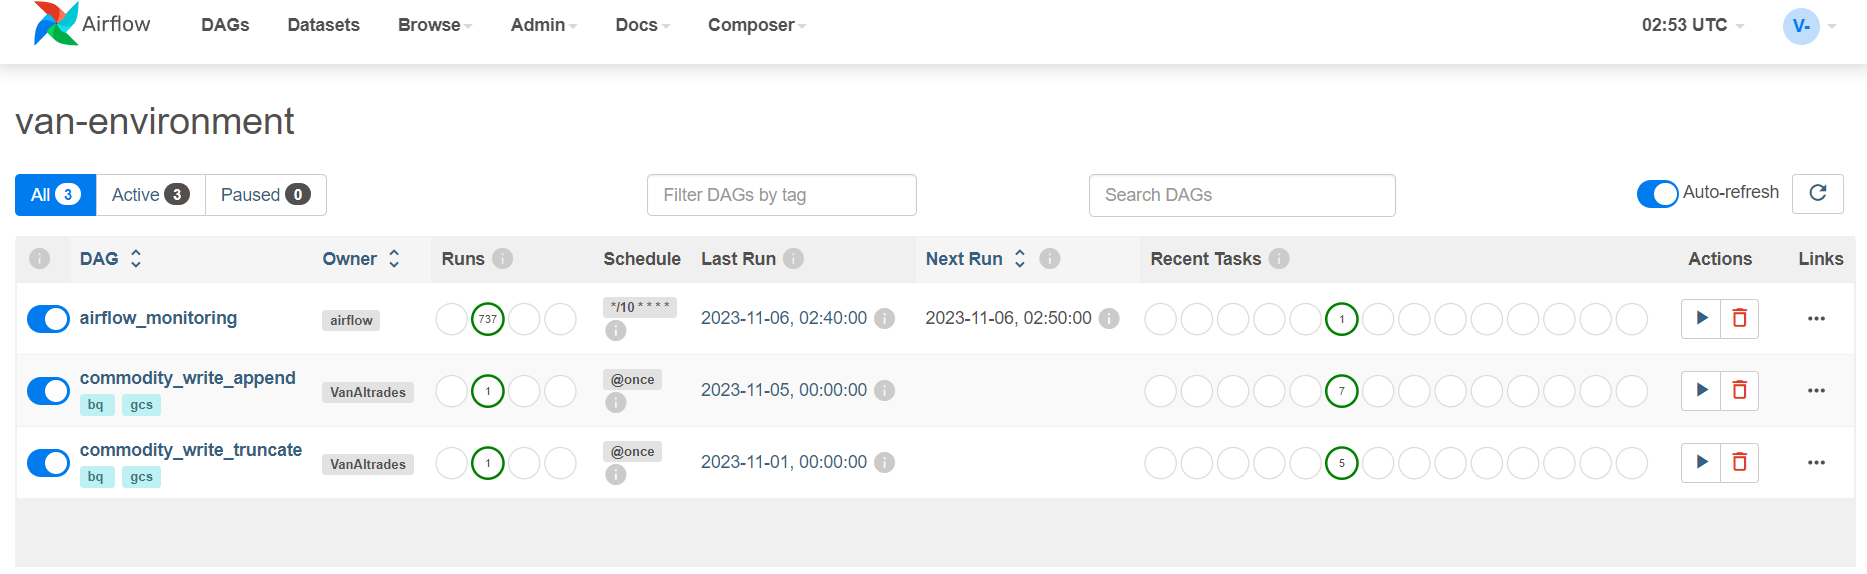 Airflow DAGs Datasets Browse Admin Docs Composer 02:53 UTC V-
van-environment
All 3 Active 3 Paused 0 Filter DAGs by tag Search DAGs Auto-refresh
i DAG Owner Runs i Schedule Last Run i Next Run i Recent Tasks i Actions Links
airflow_monitoring airflow 737 */10 * * * * i 2023-11-06, 02:40:00 i 2023-11-06, 02:50:00 i 1 ...
commodity_write_append VanAItrades 1 @once i 2023-11-05, 00:00:00 i 7 ...
bq gcs
commodity_write_truncate VanAItrades 1 @once i 2023-11-01, 00:00:00 i 5 ...
bq gcs